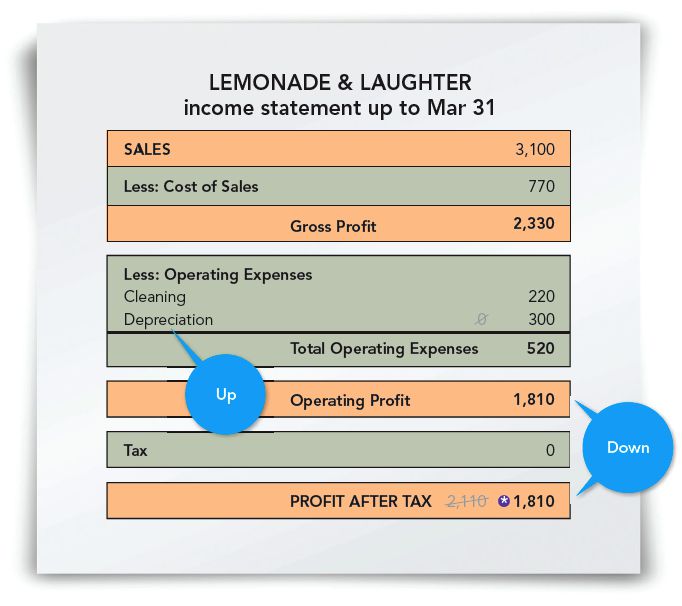 LEMONADE & LAUGHTER
income statement up to Mar 31
SALES 3,100
Less: Cost of Sales 770
Gross Profit 2,330
Less: Operating Expenses
Cleaning 220
Depreciation 0 300
Total Operating Expenses 520
Up
Operating Profit 1,810
Down
Tax 0
PROFIT AFTER TAX 2,110 * 1,810